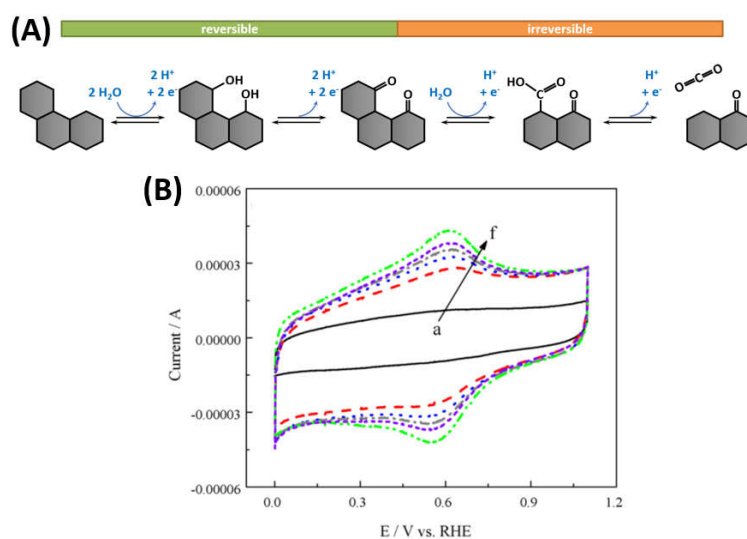 (A)
reversible
irreversible
2 H₂O
2 H⁺
+ 2 e⁻
OH
OH
2 H⁺
+ 2 e⁻
O
O
H₂O
H⁺
+ e⁻
HO
O
O
H⁺
+ e⁻
O
C
O
O
(B)
0.00006
0.00003
0.00000
-0.00003
-0.00006
Current / A
f
a
0.0
0.3
0.6
0.9
1.2
E / V vs. RHE